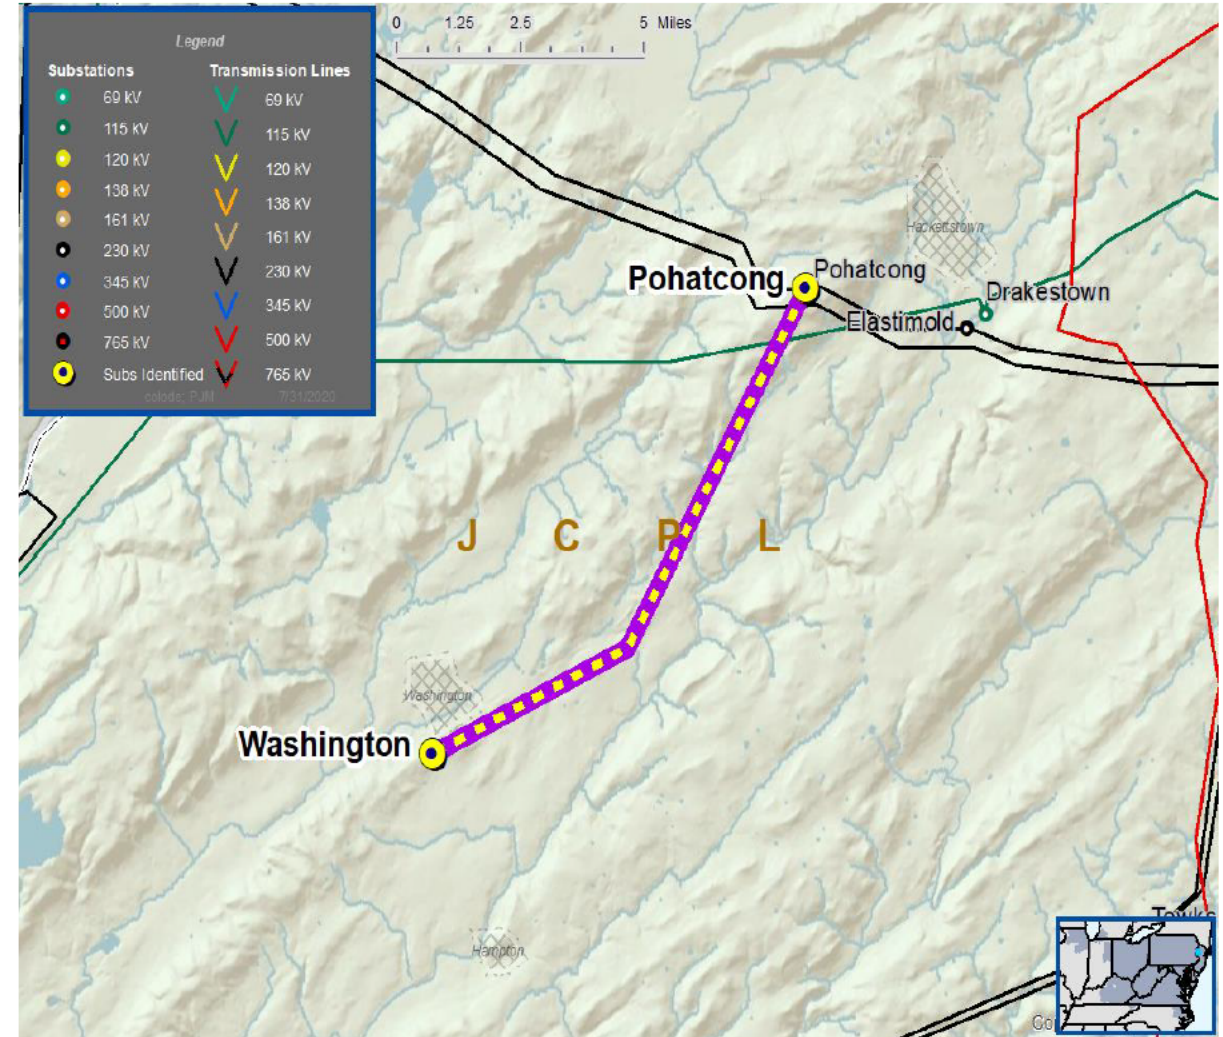 Legend
Substations
Transmission Lines
69 kV
69 kV
115 kV
115 kV
120 kV
120 kV
138 kV
138 kV
161 kV
161 kV
230 kV
230 kV
345 kV
345 kV
500 kV
500 kV
765 kV
765 kV
Subs Identified
7/31/2020
0 1.25 2.5 5 Miles
Hackettstown
Pohatcong
Pohatcong
Drakestown
Elastimold
J C P L
Washington
Washington
Hampton